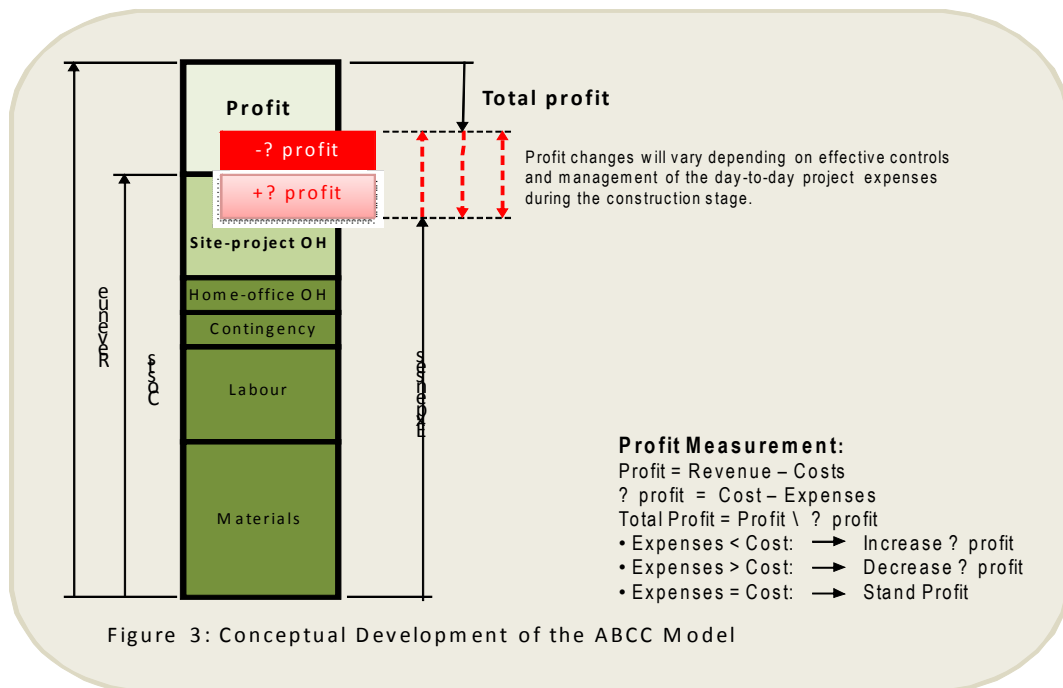 Profit
Total profit
-? profit
+? profit
Profit changes will vary depending on effective controls
and management of the day-to-day project expenses
during the construction stage.
Site-project OH
Home-office OH
Contingency
Labour
Materials
Revenue
Costs
Expenses
Profit Measurement:
Profit = Revenue – Costs
? profit = Cost – Expenses
Total Profit = Profit \ ? profit
• Expenses < Cost: → Increase ? profit
• Expenses > Cost: → Decrease ? profit
• Expenses = Cost: → Stand Profit
Figure 3: Conceptual Development of the ABCC Model